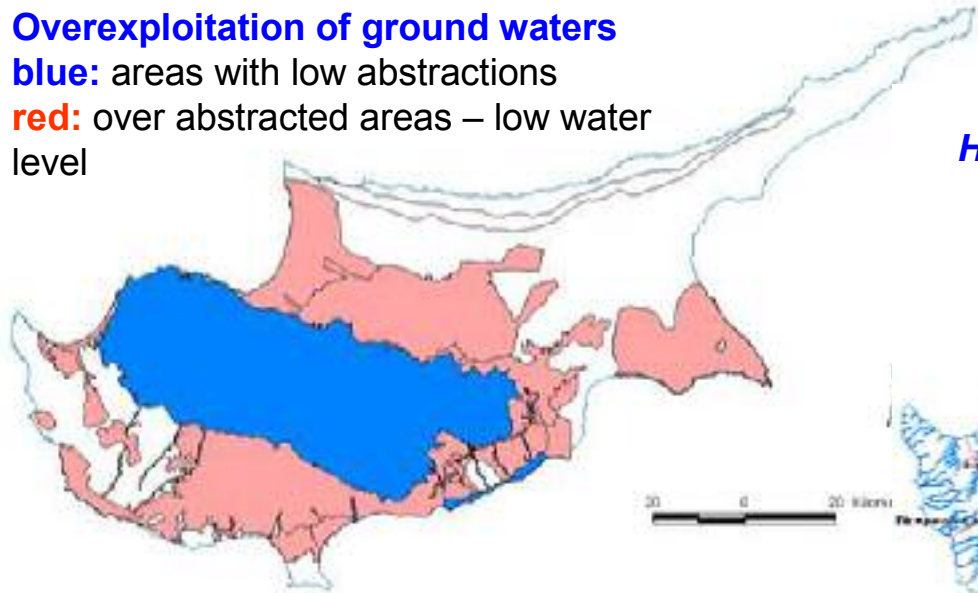 Overexploitation of ground waters
blue: areas with low abstractions
red: over abstracted areas – low water
level
H
20 0 20